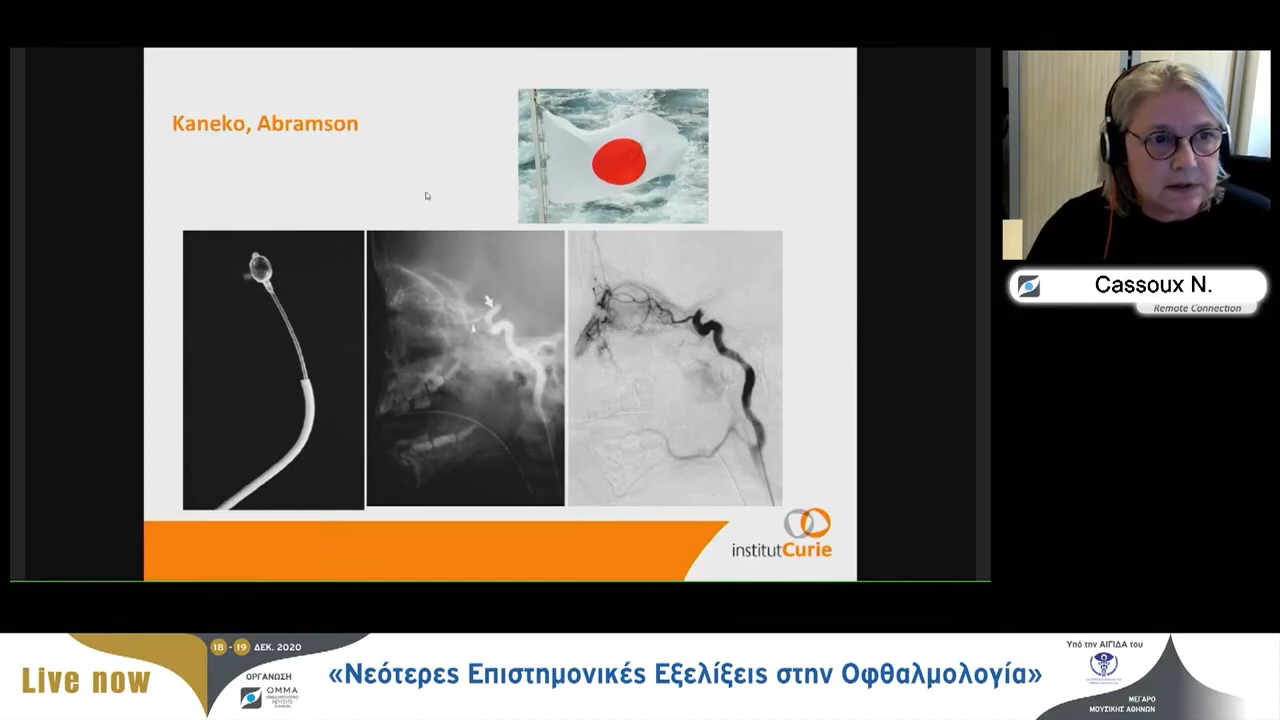 Kaneko, Abramson
institutCurie
Cassoux N.
Remote Connection
Live now
18 - 19 ΔΕΚ. 2020
ΟΡΓΑΝΩΣΗ
OMMA
«Νεότερες Επιστημονικές Εξελίξεις στην Οφθαλμολογία»
Υπό την ΑΙΓΙΔΑ του
ΜΕΓΑΡΟ
ΜΟΥΣΙΚΗΣ ΑΘΗΝΩΝ